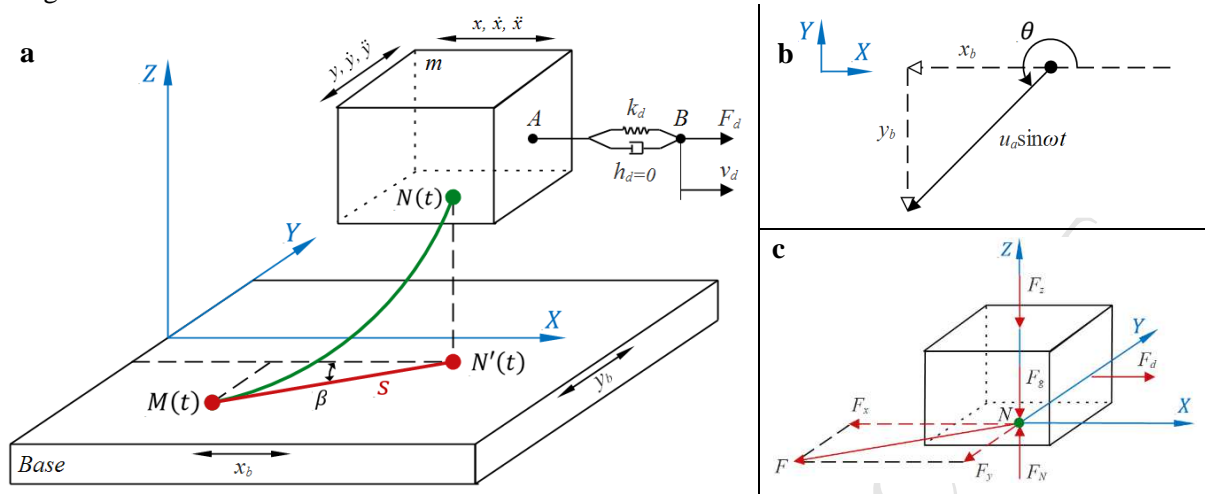 a
x, ẋ, ẍ
y, ẏ, ÿ
m
Z
A
k_d
B
F_d
h_d=0
v_d
N(t)
Y
X
N′(t)
M(t)
β
s
y_b
x_b
Base
b
Y
X
x_b
θ
y_b
u_a sinωt
c
Z
F_z
Y
F_d
F_g
F_x
N
X
F
F_y
F_N